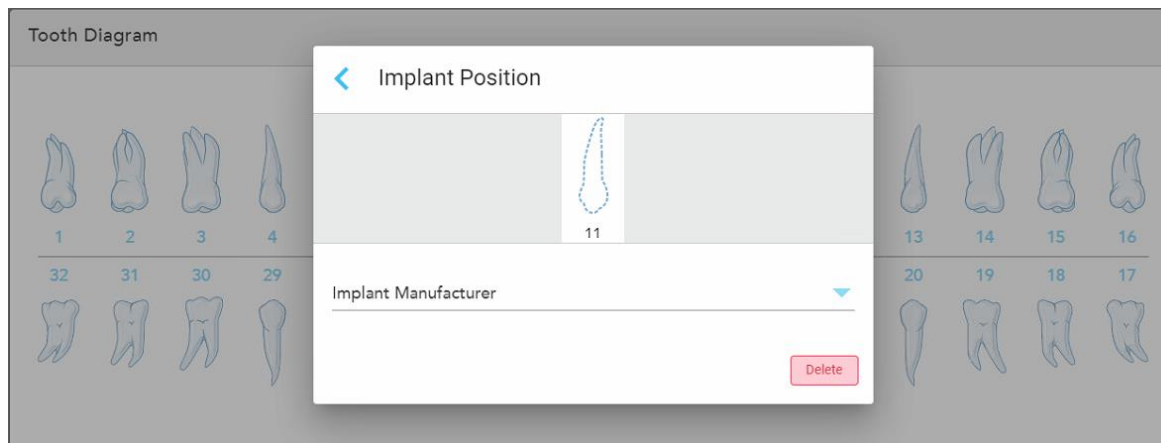 Tooth Diagram
Implant Position
11
1 2 3 4 13 14 15 16
32 31 30 29 20 19 18 17
Implant Manufacturer
Delete